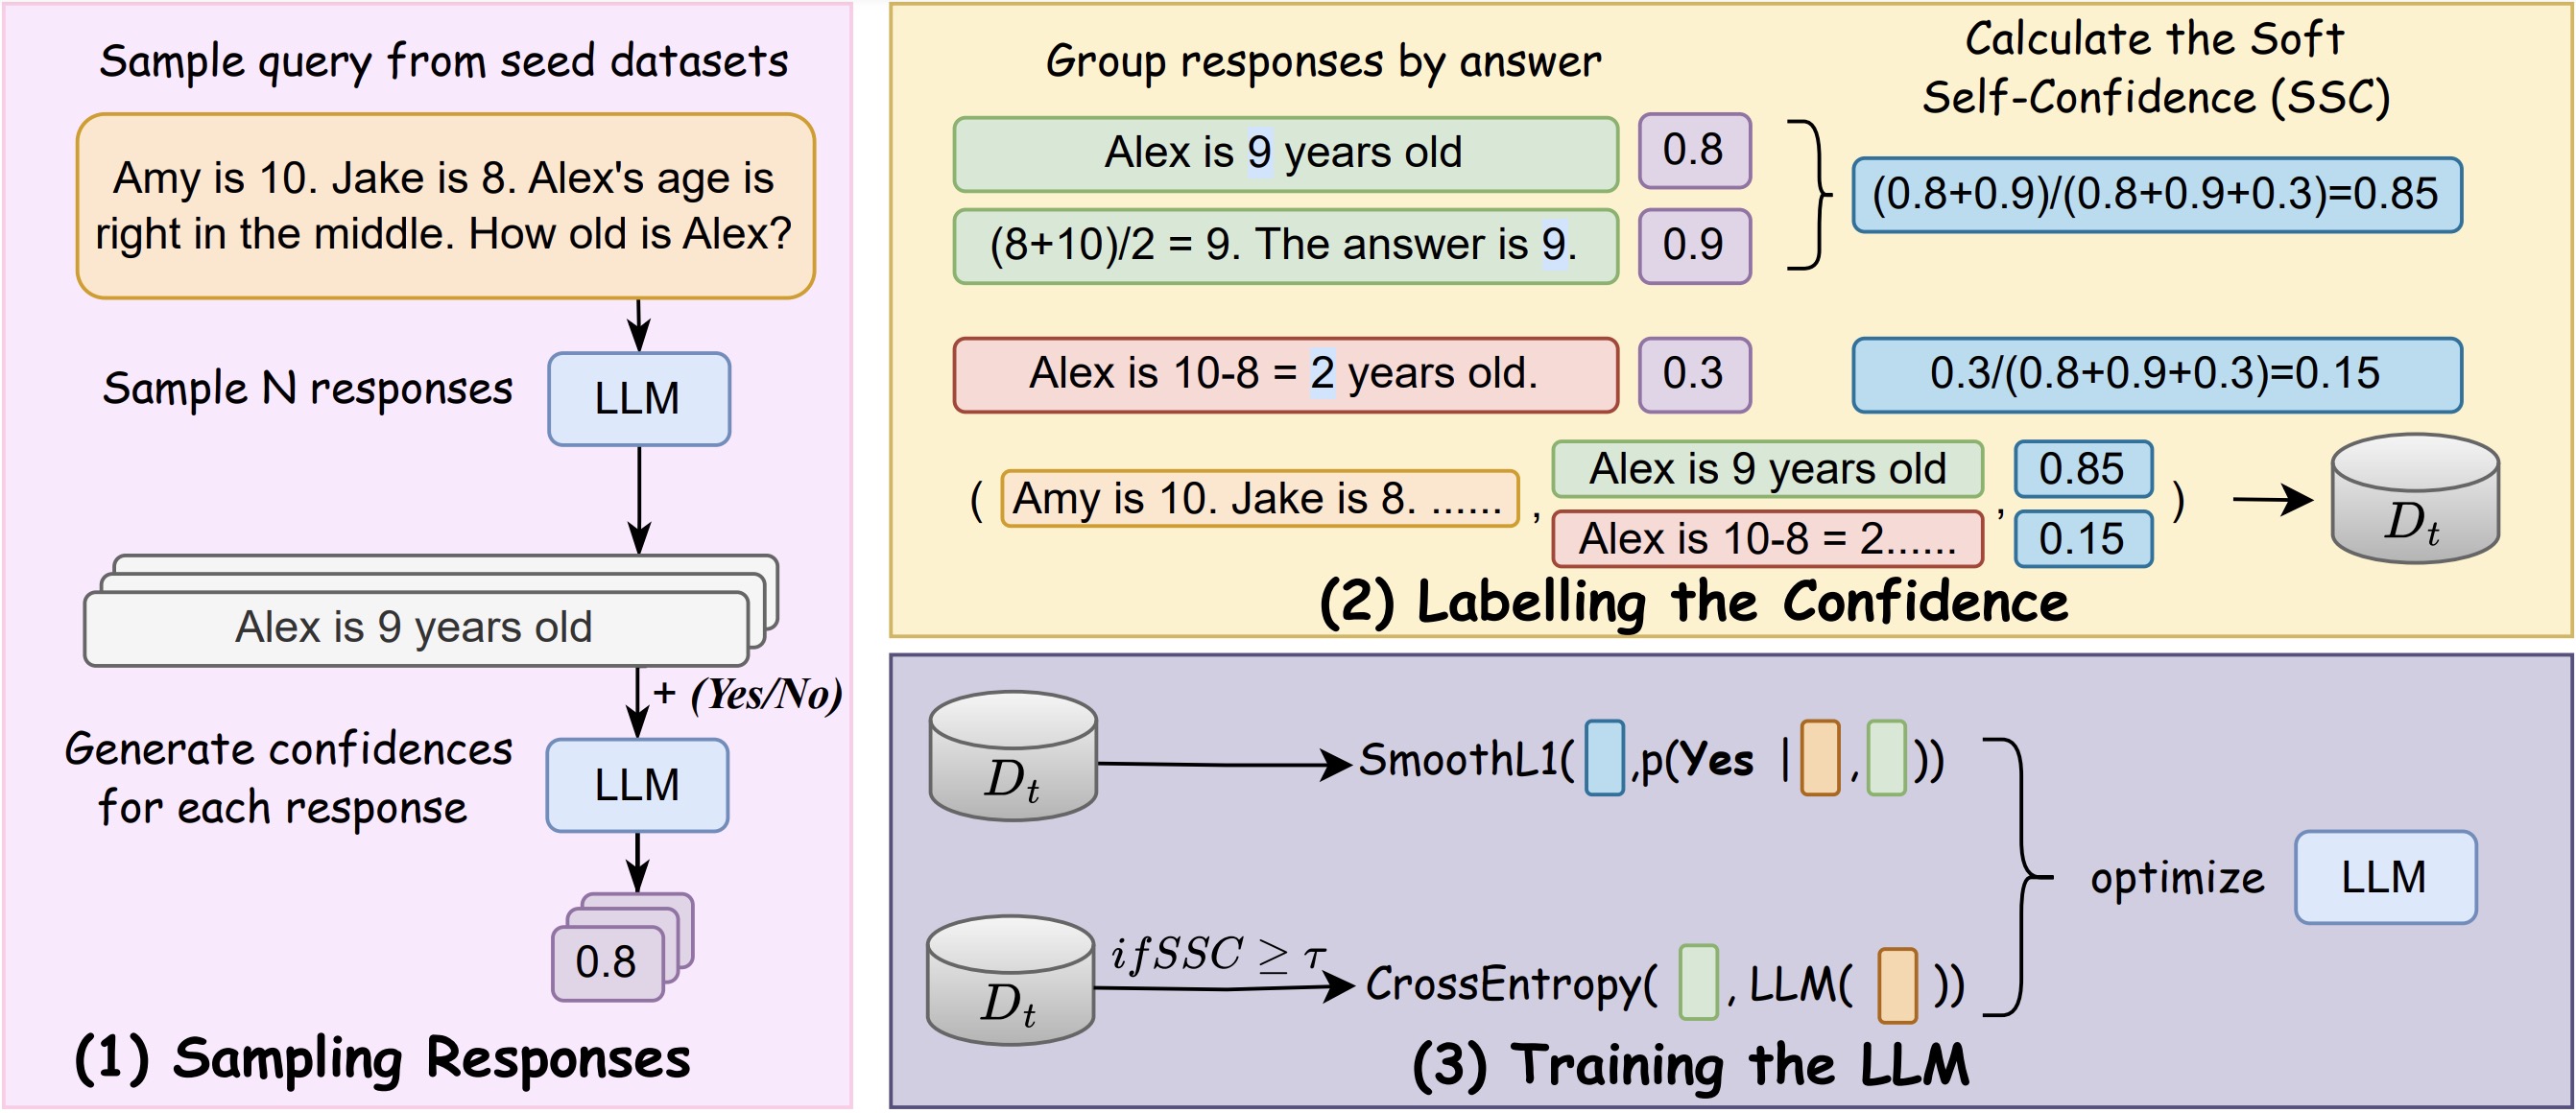 Sample query from seed datasets
Amy is 10. Jake is 8. Alex's age is
right in the middle. How old is Alex?
Sample N responses
LLM
Alex is 9 years old
+ (Yes/No)
Generate confidences
for each response
LLM
0.8
(1) Sampling Responses
Group responses by answer
Calculate the Soft
Self-Confidence (SSC)
Alex is 9 years old
0.8
(8+10)/2 = 9. The answer is 9.
0.9
(0.8+0.9)/(0.8+0.9+0.3)=0.85
Alex is 10-8 = 2 years old.
0.3
0.3/(0.8+0.9+0.3)=0.15
( Amy is 10. Jake is 8. ...... ,
Alex is 9 years old
Alex is 10-8 = 2......
,
0.85
0.15
)
D_t
(2) Labelling the Confidence
D_t
SmoothL1( ,p(Yes | , ))
D_t
ifSSC ≥ τ
CrossEntropy( , LLM( ))
optimize
LLM
(3) Training the LLM